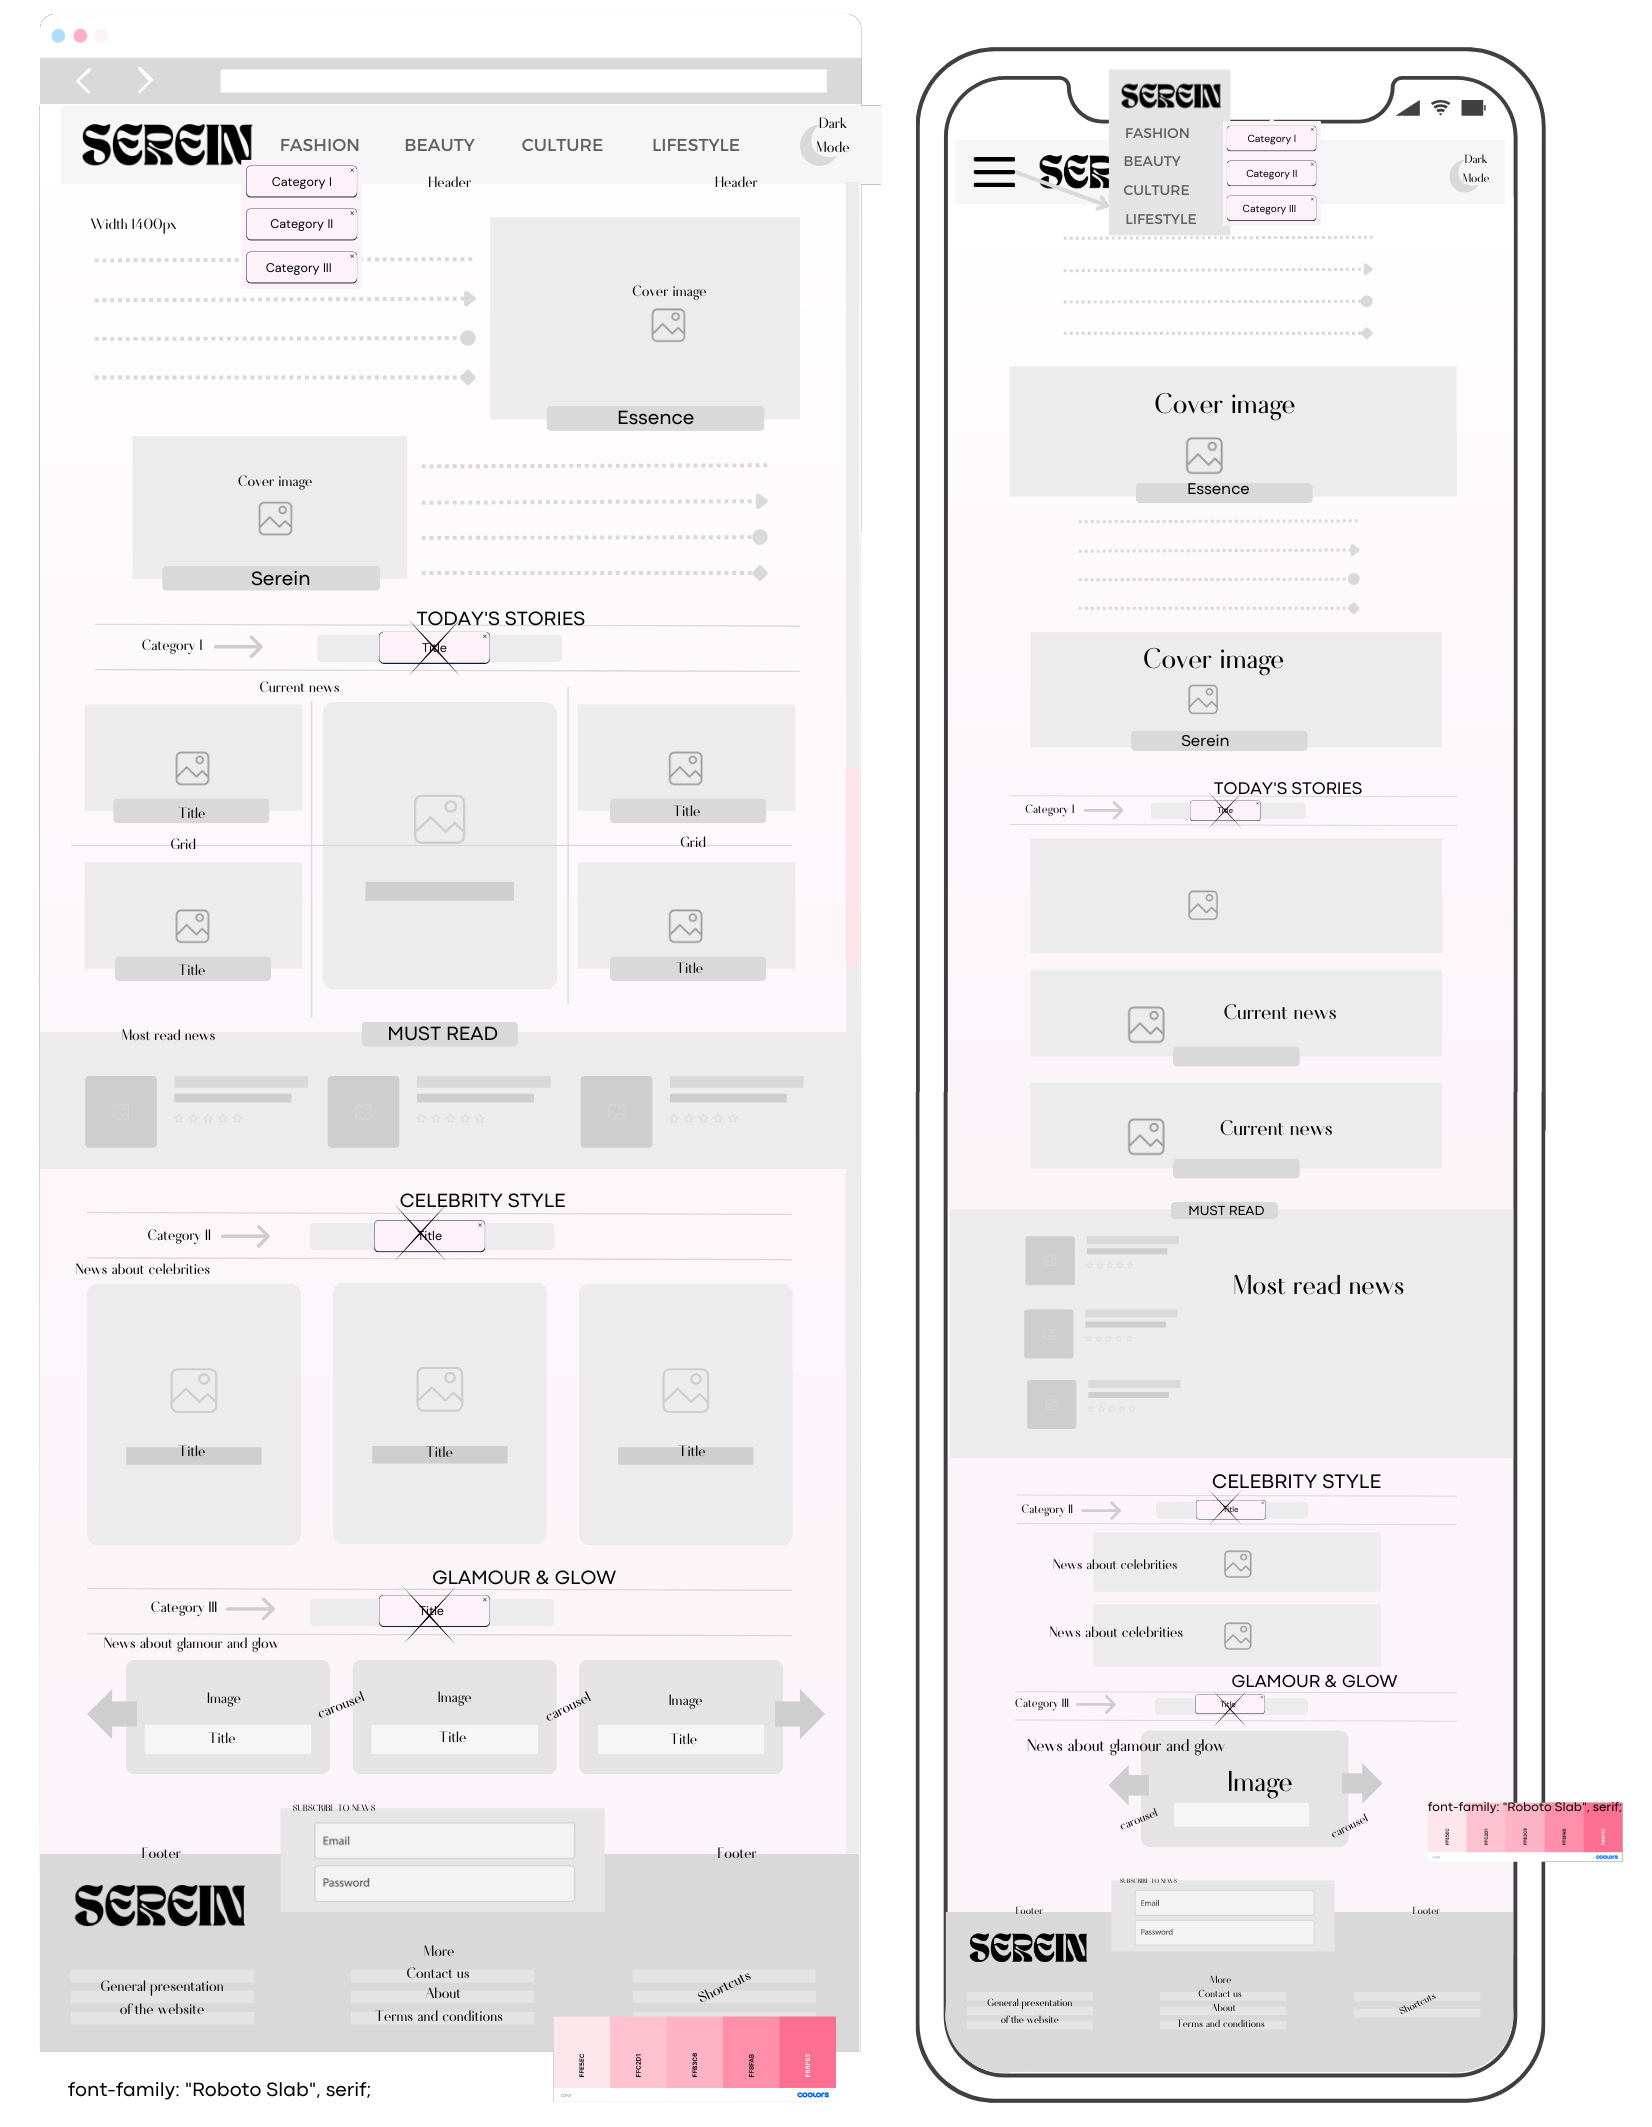 SEREIN
FASHION
BEAUTY
CULTURE
LIFESTYLE
Dark
Mode
Category I
Category II
Category III
Header
Header
Width 1400px
Cover image
Essence
Cover image
Serein
TODAY'S STORIES
Category I
Title
Current news
Title
Title
Grid
Grid
Title
Title
Most read news
MUST READ
CELEBRITY STYLE
Category II
Title
News about celebrities
Title
Title
Title
GLAMOUR & GLOW
Category III
Title
News about glamour and glow
Image
carousel
Image
carousel
Image
Title
Title
Title
SUBSCRIBE TO NEWS
Email
Password
Footer
Footer
SEREIN
General presentation
of the website
More
Contact us
About
Terms and conditions
Shortcuts
FFE5EC
FFC2D1
FFB3C6
FF8FAB
FB6F92
coolors
font-family: "Roboto Slab", serif;
SEREIN
FASHION
BEAUTY
CULTURE
LIFESTYLE
Category I
Category II
Category III
SER
Dark
Mode
Cover image
Essence
Cover image
Serein
TODAY'S STORIES
Category I
Title
Current news
Current news
MUST READ
Most read news
CELEBRITY STYLE
Category II
Title
News about celebrities
News about celebrities
GLAMOUR & GLOW
Category III
Title
News about glamour and glow
Image
carousel
carousel
font-family: "Roboto Slab", serif;
FFE5EC
FFC2D1
FFB3C6
FF8FAB
coolors
SUBSCRIBE TO NEWS
Email
Password
Footer
Footer
SEREIN
General presentation
of the website
More
Contact us
About
Terms and conditions
Shortcuts